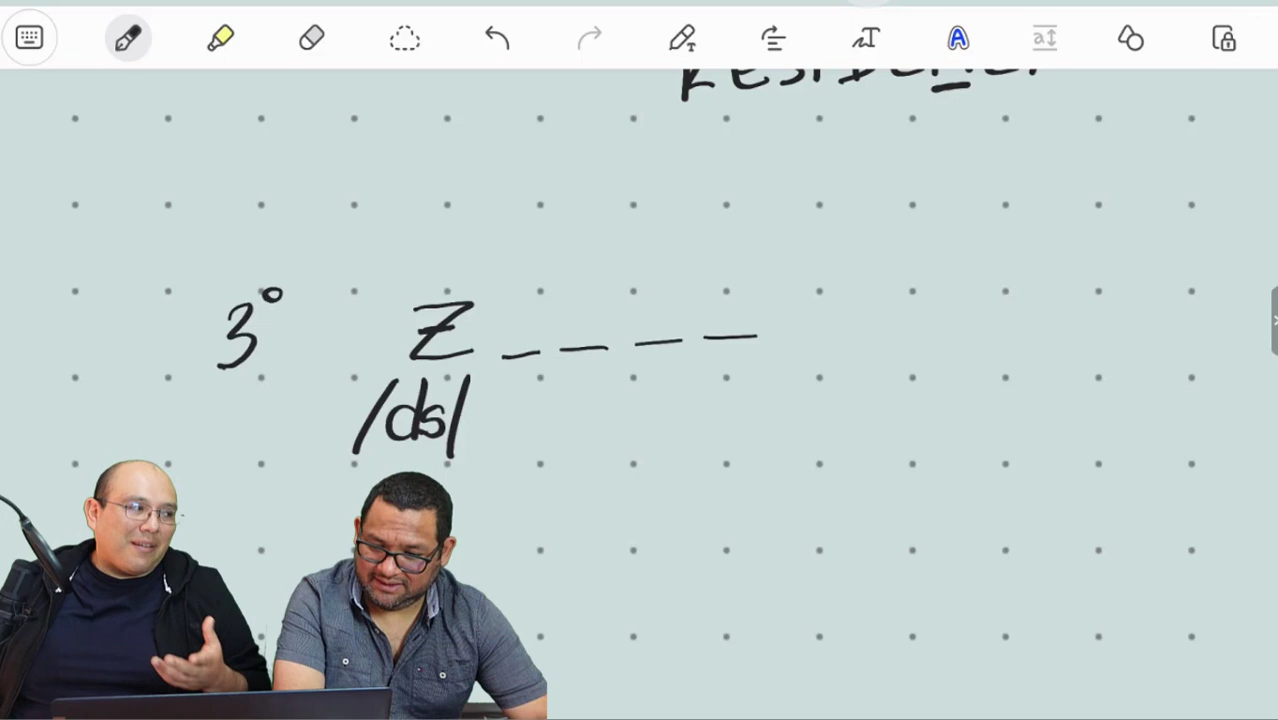 3° Z _ _ _ _
/ds/